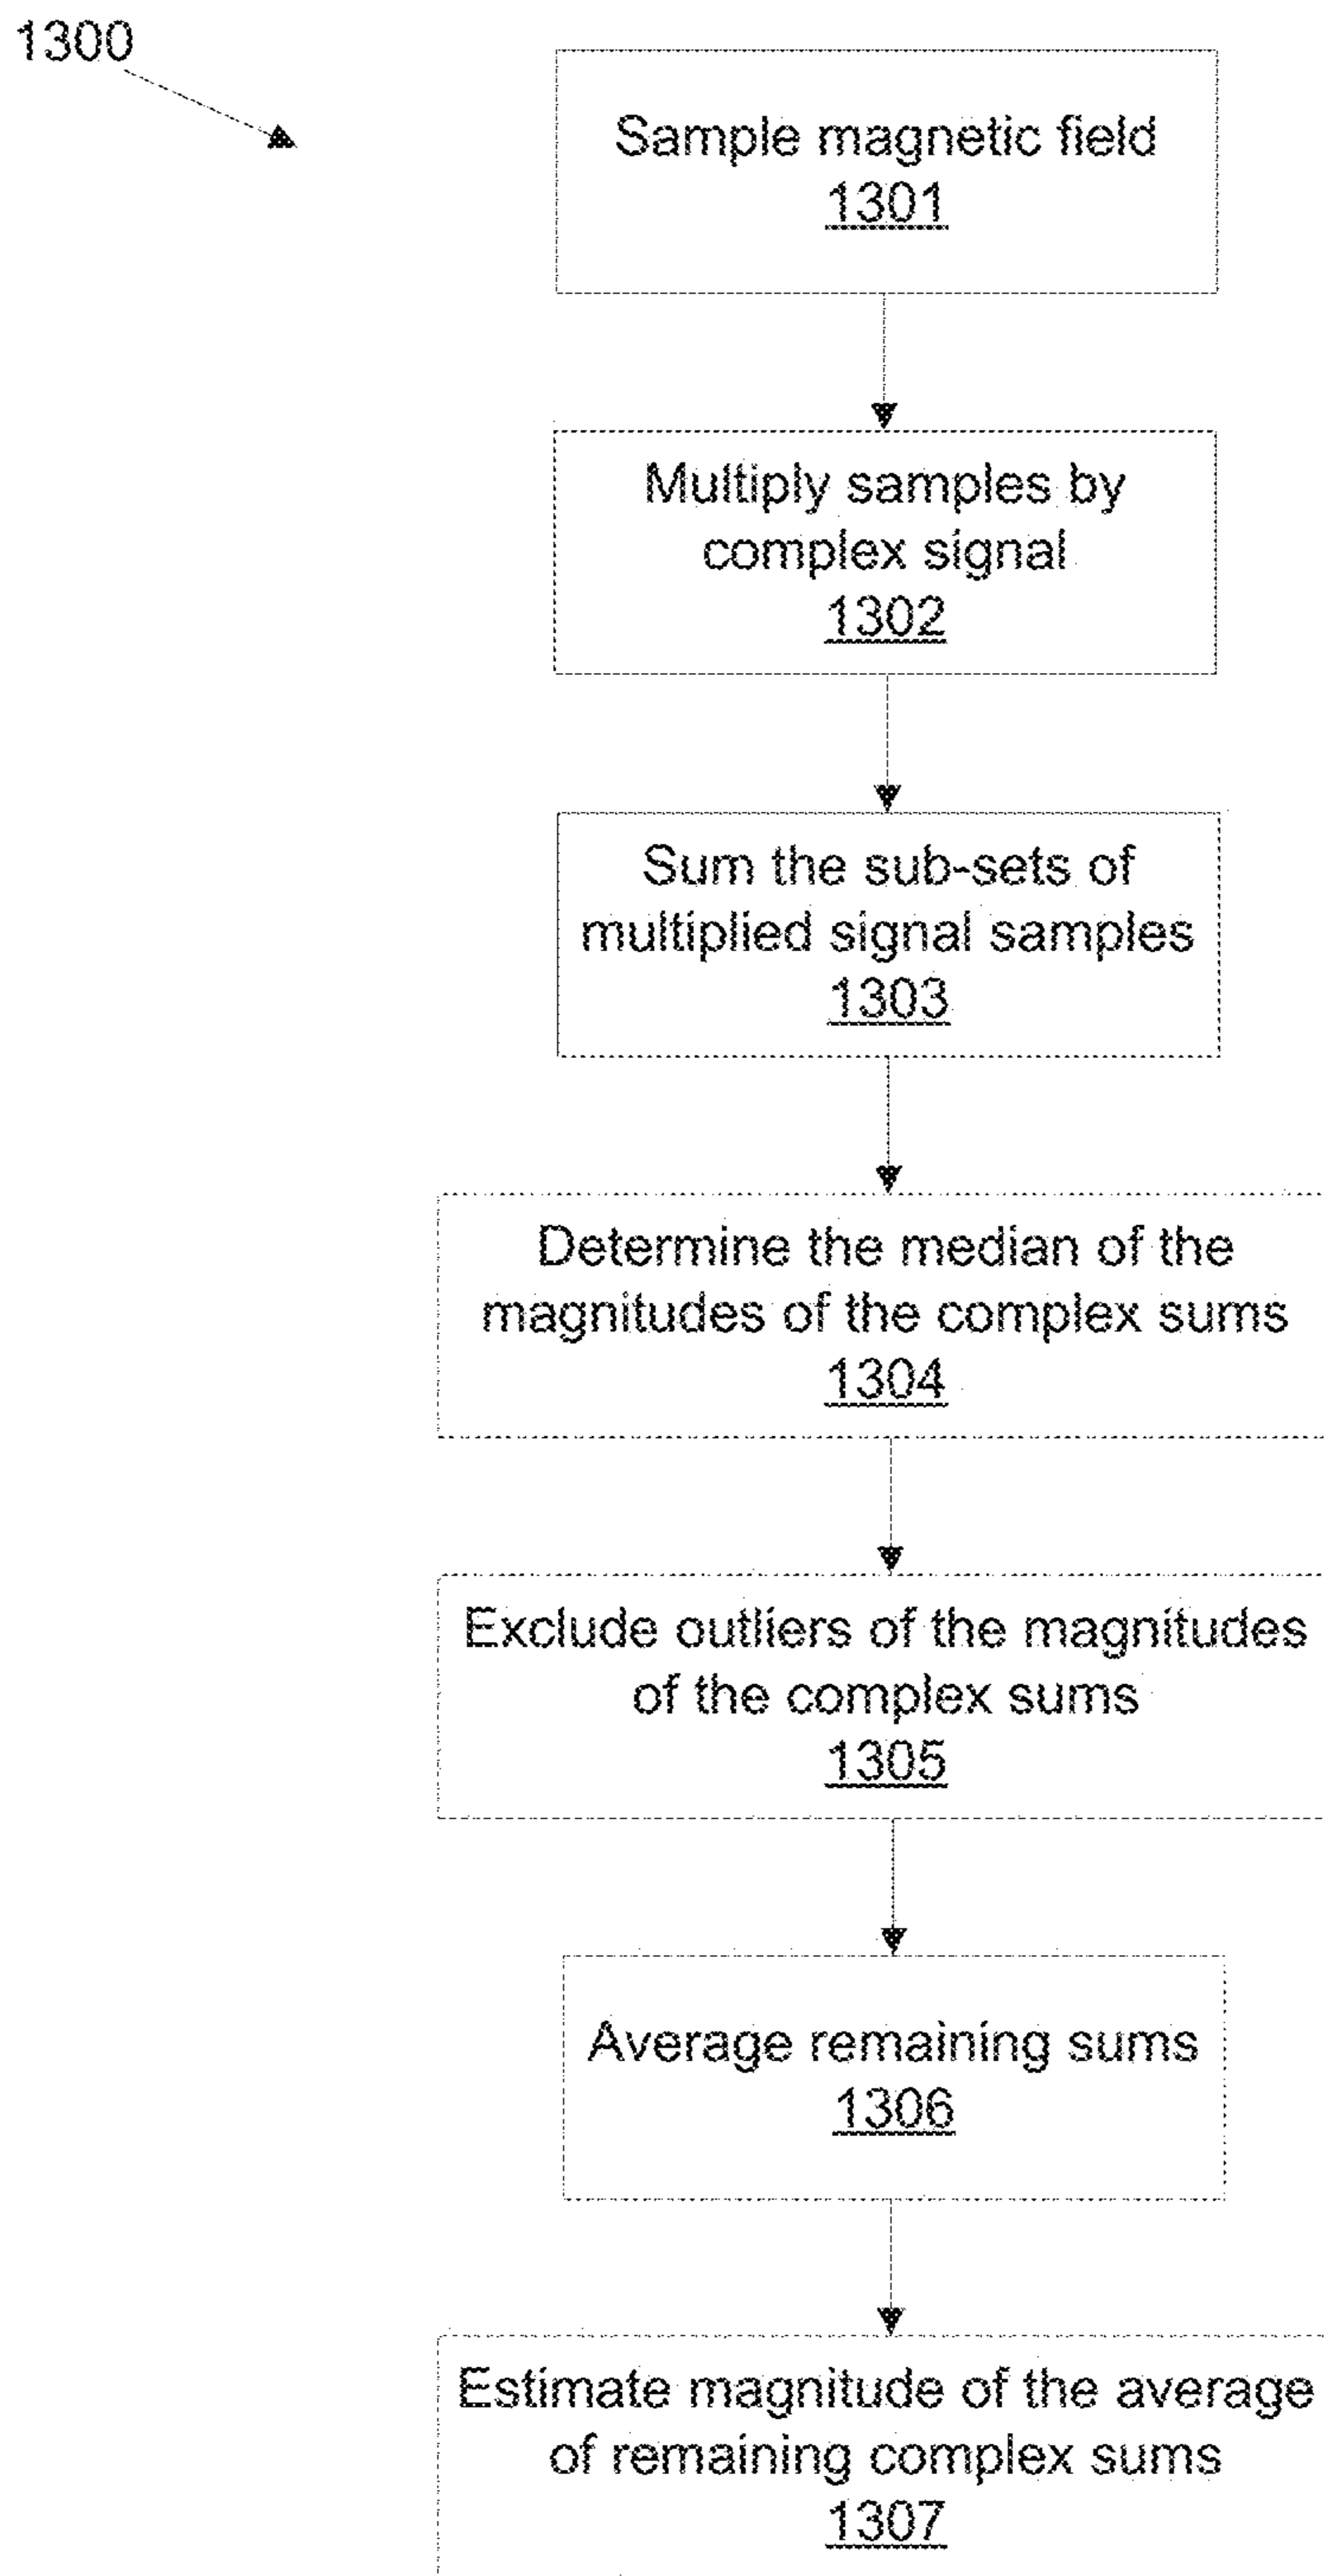 1300
Sample magnetic field
1301
Multiply samples by
complex signal
1302
Sum the sub-sets of
multiplied signal samples
1303
Determine the median of the
magnitudes of the complex sums
1304
Exclude outliers of the magnitudes
of the complex sums
1305
Average remaining sums
1306
Estimate magnitude of the average
of remaining complex sums
1307